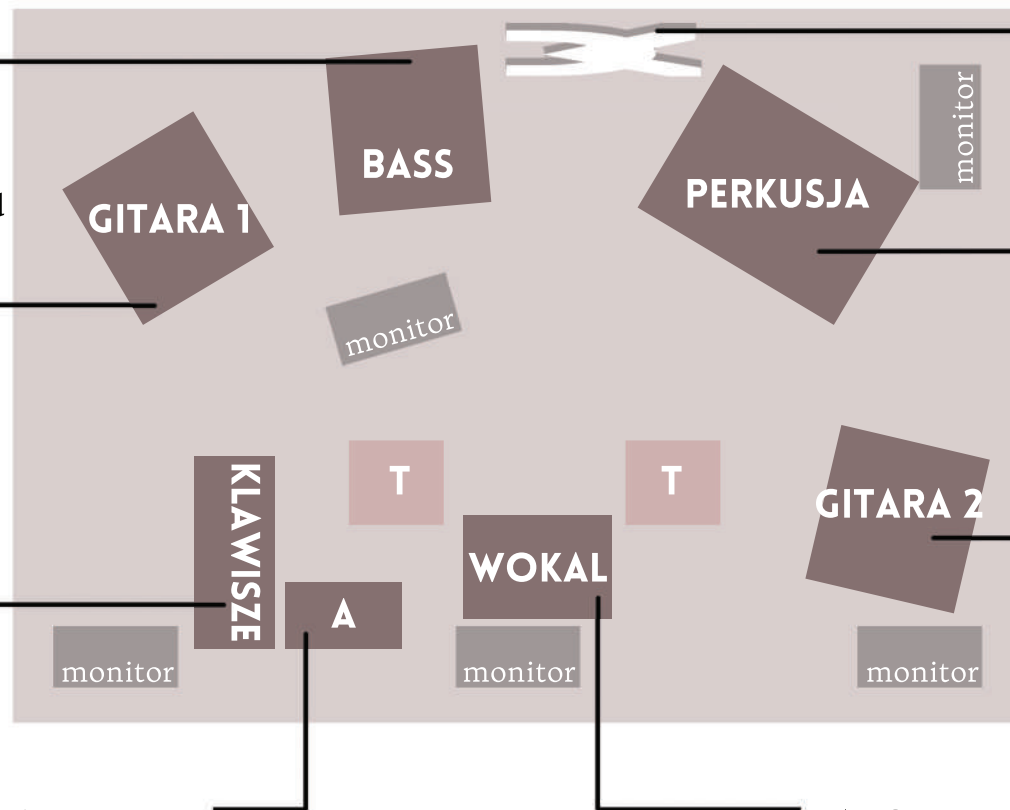 monitor
BASS
PERKUSJA
GITARA 1
monitor
T
T
KLAWISZE
GITARA 2
WOKAL
A
monitor
monitor
monitor